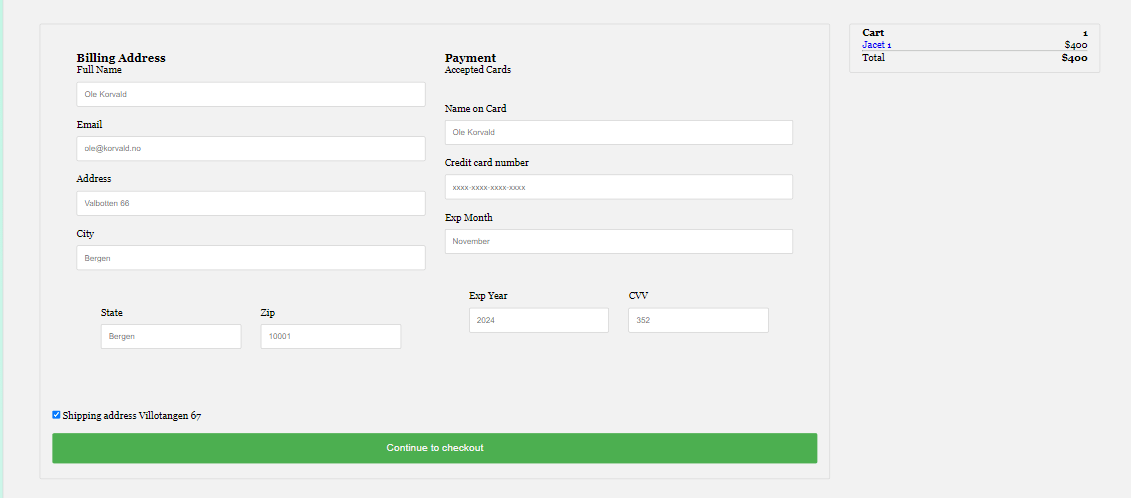 Billing Address
Full Name
Ole Korvald
Email
ole@korvald.no
Address
Valbotten 66
City
Bergen
State
Zip
Bergen
10001
Payment
Accepted Cards
Name on Card
Ole Korvald
Credit card number
xxxx-xxxx-xxxx-xxxx
Exp Month
November
Exp Year
CVV
2024
352
Shipping address Villotangen 67
Continue to checkout
Cart 1
Jacet 1 $400
Total $400